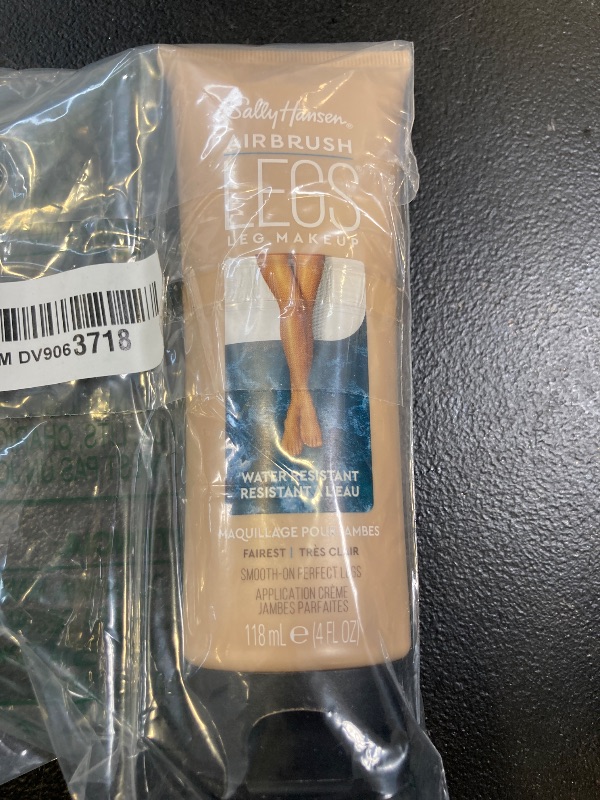 Sally Hansen®
AIRBRUSH
LEGS
LEG MAKEUP
M DV9063718
WATER RESISTANT
RESISTANT À L'EAU
MAQUILLAGE POUR JAMBES
FAIREST | TRÈS CLAIR
SMOOTH-ON PERFECT LEGS
APPLICATION CRÈME
JAMBES PARFAITES
118 mL e (4 FL OZ)